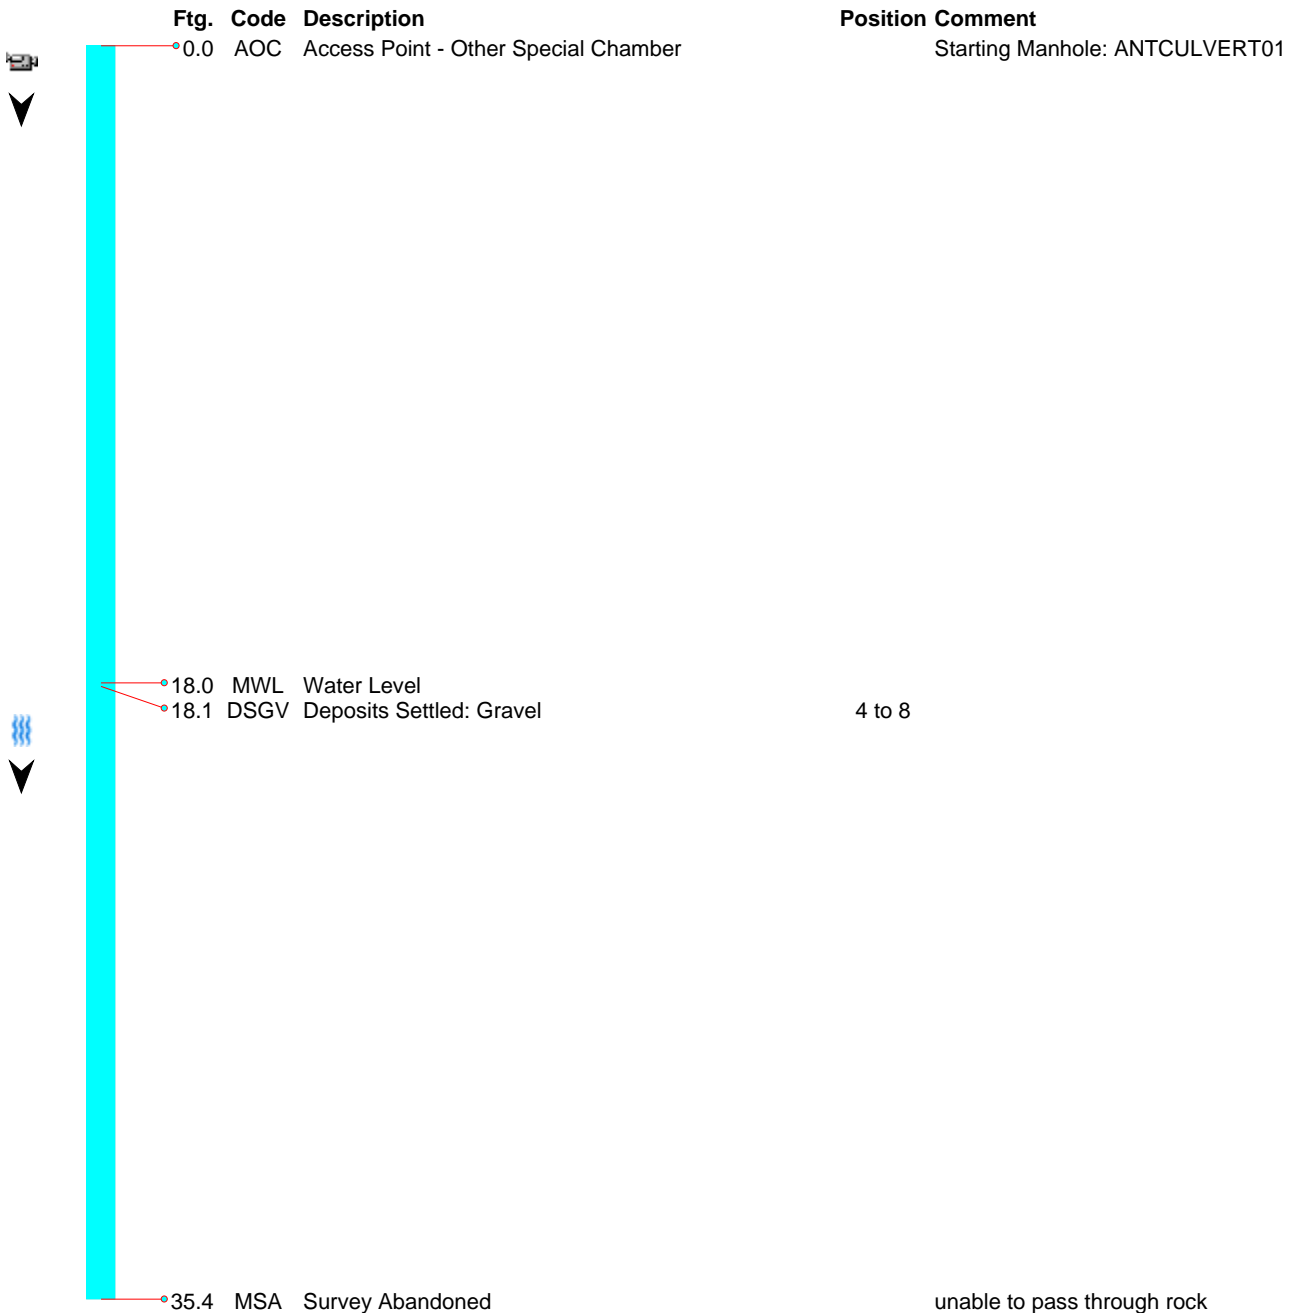 Ftg. Code Description Position Comment
0.0 AOC Access Point - Other Special Chamber Starting Manhole: ANTCULVERT01
18.0 MWL Water Level
18.1 DSGV Deposits Settled: Gravel 4 to 8
35.4 MSA Survey Abandoned unable to pass through rock